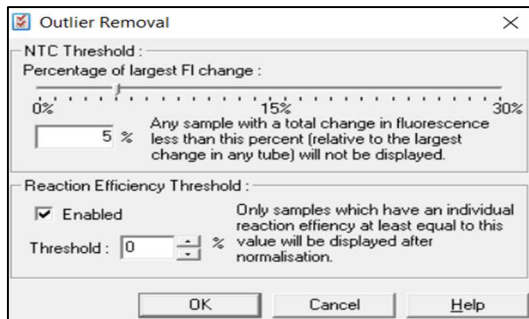 Outlier Removal
NTC Threshold :
Percentage of largest FI change :
0% 15% 30%
5 % Any sample with a total change in fluorescence
less than this percent (relative to the largest
change in any tube) will not be displayed.
Reaction Efficiency Threshold :
Enabled Only samples which have an individual
reaction effiency at least equal to this
Threshold : 0 % value will be displayed after
normalisation.
OK Cancel Help